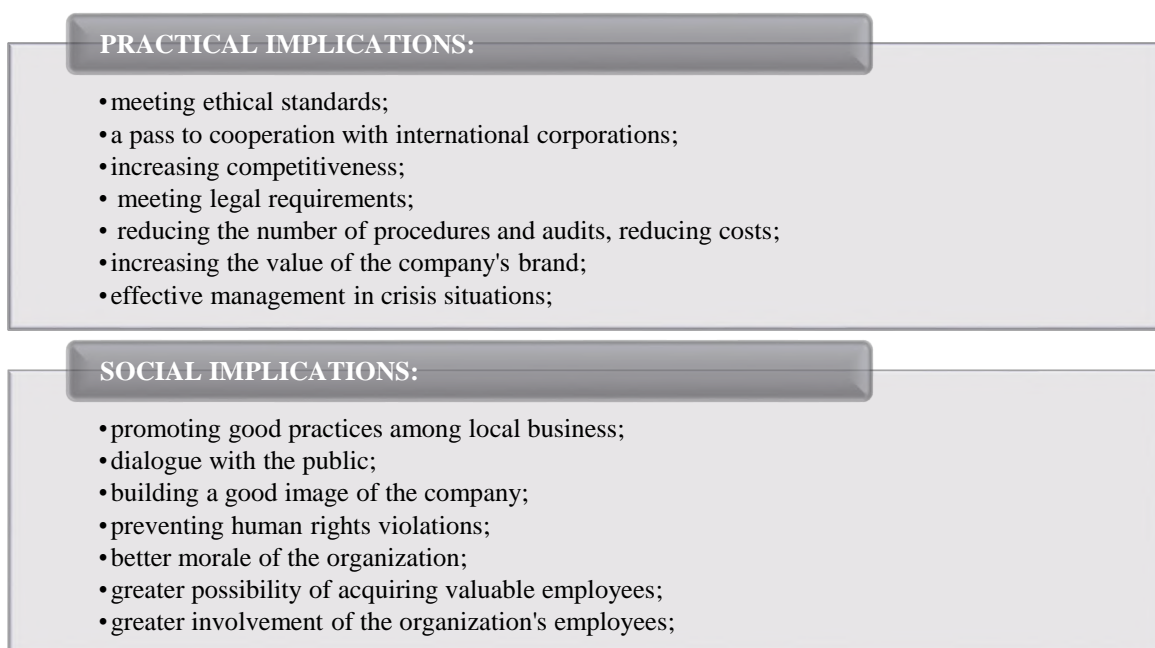 PRACTICAL IMPLICATIONS:
•meeting ethical standards;
•a pass to cooperation with international corporations;
•increasing competitiveness;
• meeting legal requirements;
• reducing the number of procedures and audits, reducing costs;
•increasing the value of the company's brand;
•effective management in crisis situations;
SOCIAL IMPLICATIONS:
•promoting good practices among local business;
•dialogue with the public;
•building a good image of the company;
•preventing human rights violations;
•better morale of the organization;
•greater possibility of acquiring valuable employees;
•greater involvement of the organization's employees;